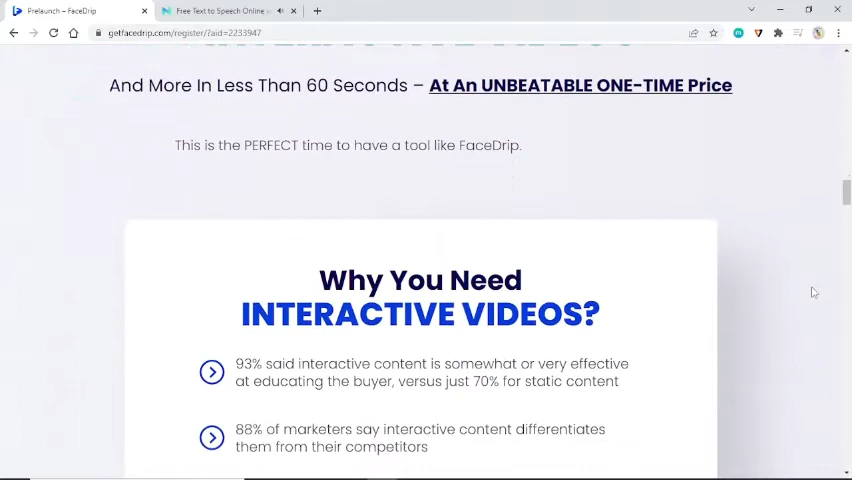 Prelaunch – FaceDrip
Free Text to Speech Online
getfacedrip.com/register/?aid=2233947
And More In Less Than 60 Seconds – At An UNBEATABLE ONE-TIME Price
This is the PERFECT time to have a tool like FaceDrip.
Why You Need
INTERACTIVE VIDEOS?
93% said interactive content is somewhat or very effective
at educating the buyer, versus just 70% for static content
88% of marketers say interactive content differentiates
them from their competitors